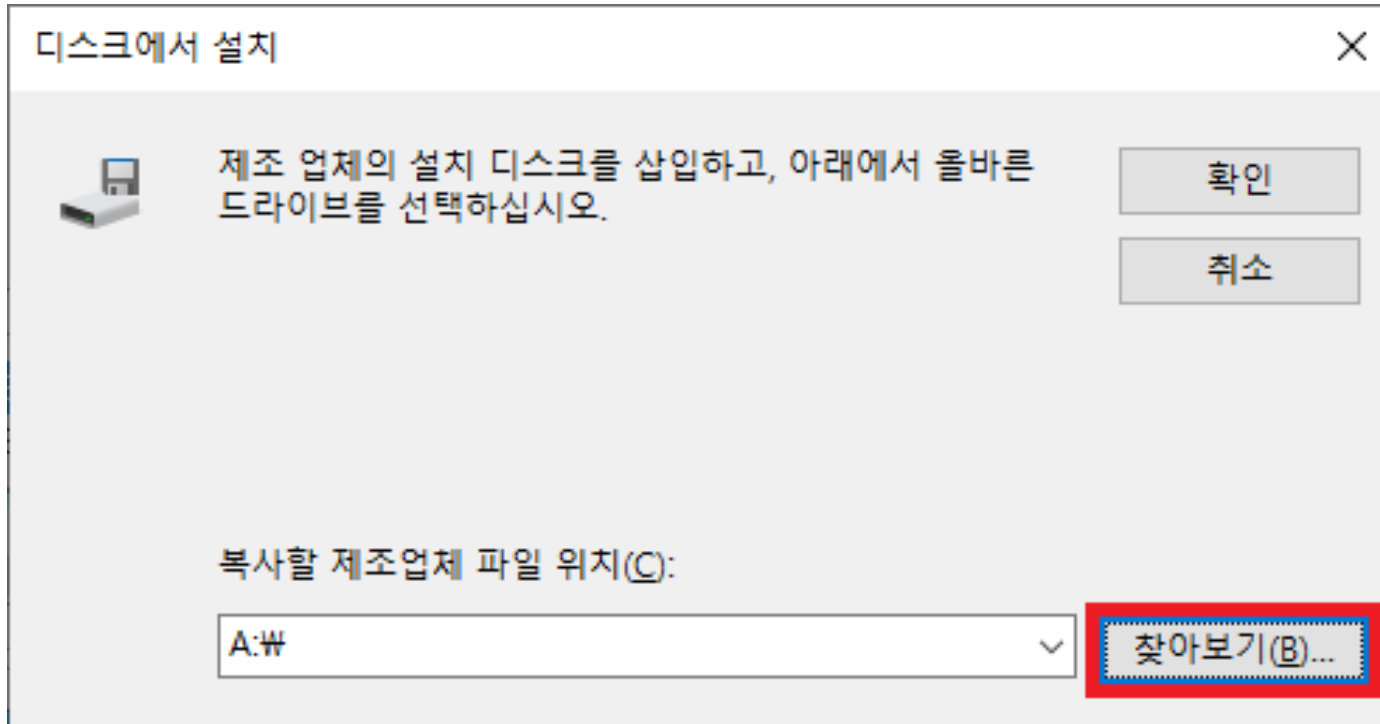 디스크에서 설치
제조 업체의 설치 디스크를 삽입하고, 아래에서 올바른
드라이브를 선택하십시오.
확인
취소
복사할 제조업체 파일 위치(C):
A:₩
찾아보기(B)...